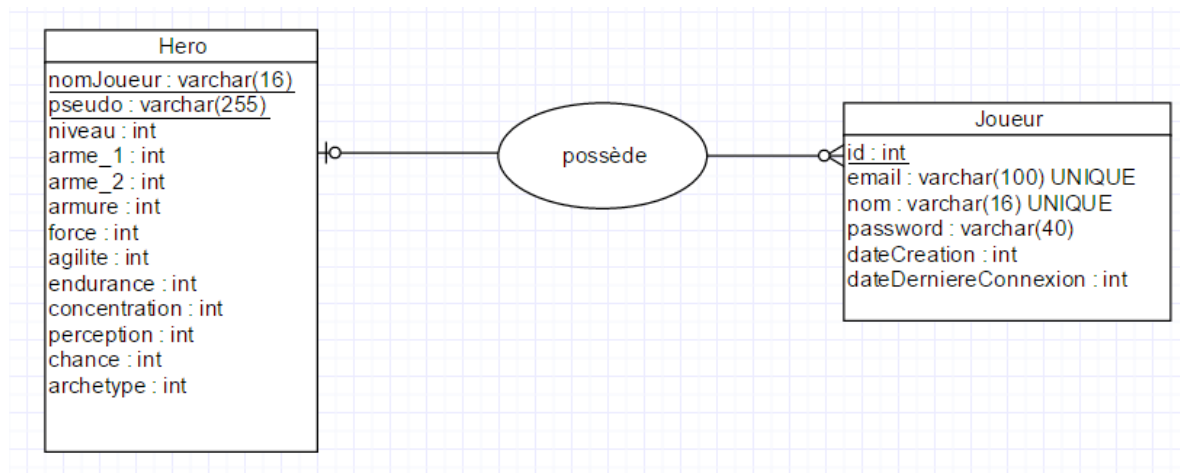 Hero
nomJoueur : varchar(16)
pseudo : varchar(255)
niveau : int
arme_1 : int
arme_2 : int
armure : int
force : int
agilite : int
endurance : int
concentration : int
perception : int
chance : int
archetype : int
possède
Joueur
id : int
email : varchar(100) UNIQUE
nom : varchar(16) UNIQUE
password : varchar(40)
dateCreation : int
dateDerniereConnexion : int